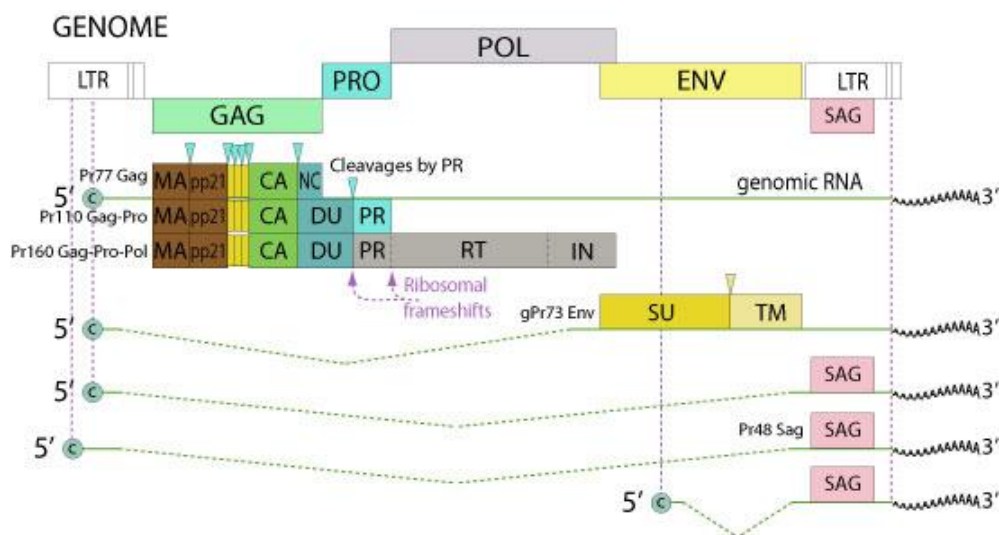 GENOME
POL
LTR
PRO
ENV
LTR
GAG
SAG
Cleavages by PR
Pr77 Gag
MA pp21 CA NC
genomic RNA
5' C 3'
Pr110 Gag-Pro
MA pp21 CA DU PR
Pr160 Gag-Pro-Pol
MA pp21 CA DU PR RT IN
Ribosomal
frameshifts
gPr73 Env
SU TM
5' C 3'
SAG
5' C 3'
Pr48 Sag
SAG
5' C 3'
SAG
5' C 3'